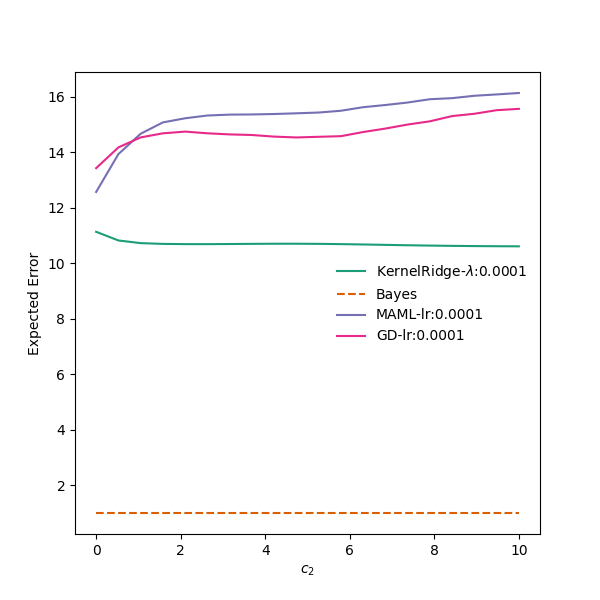 16
14
12
10
8
6
4
2
Expected Error
KernelRidge-λ:0.0001
Bayes
MAML-lr:0.0001
GD-lr:0.0001
0 2 4 6 8 10
c₂